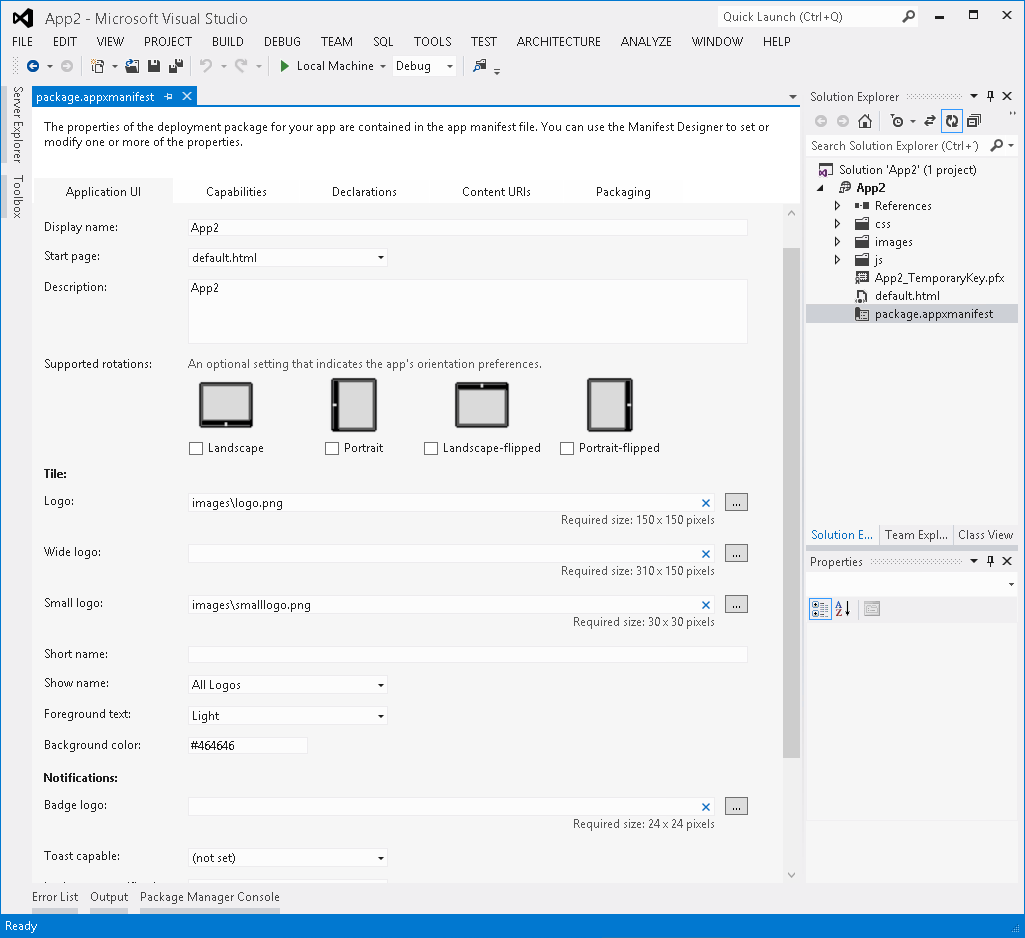 App2 - Microsoft Visual Studio
Quick Launch (Ctrl+Q)
FILE EDIT VIEW PROJECT BUILD DEBUG TEAM SQL TOOLS TEST ARCHITECTURE ANALYZE WINDOW HELP
Local Machine Debug
Server Explorer
Toolbox
package.appxmanifest
The properties of the deployment package for your app are contained in the app manifest file. You can use the Manifest Designer to set or
modify one or more of the properties.
Application UI Capabilities Declarations Content URIs Packaging
Display name: App2
Start page: default.html
Description: App2
Supported rotations: An optional setting that indicates the app's orientation preferences.
Landscape Portrait Landscape-flipped Portrait-flipped
Tile:
Logo: images\logo.png ...
Required size: 150 x 150 pixels
Wide logo: ...
Required size: 310 x 150 pixels
Small logo: images\smalllogo.png ...
Required size: 30 x 30 pixels
Short name:
Show name: All Logos
Foreground text: Light
Background color: #464646
Notifications:
Badge logo: ...
Required size: 24 x 24 pixels
Toast capable: (not set)
Solution Explorer
Search Solution Explorer (Ctrl+')
Solution 'App2' (1 project)
App2
References
css
images
js
App2_TemporaryKey.pfx
default.html
package.appxmanifest
Solution E... Team Expl... Class View
Properties
A
Z
Error List Output Package Manager Console
Ready